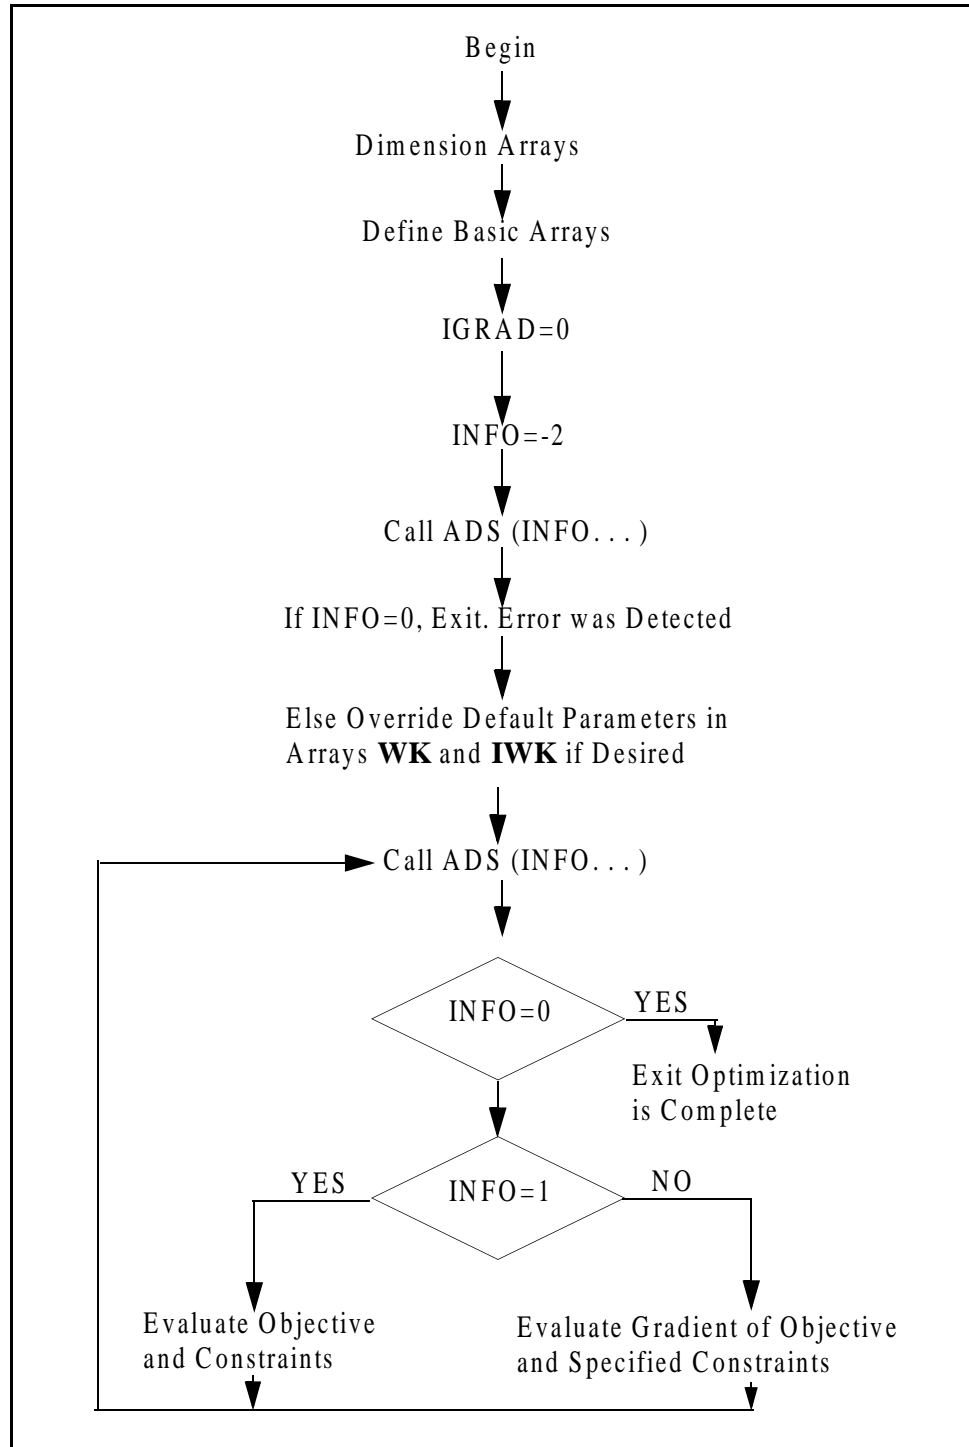 Begin
Dimension Arrays
Define Basic Arrays
IGRAD=0
INFO=-2
Call ADS (INFO...)
If INFO=0, Exit. Error was Detected
Else Override Default Parameters in
Arrays WK and IWK if Desired
Call ADS (INFO...)
INFO=0
YES
Exit Optimization
is Complete
YES
INFO=1
NO
Evaluate Objective
and Constraints
Evaluate Gradient of Objective
and Specified Constraints